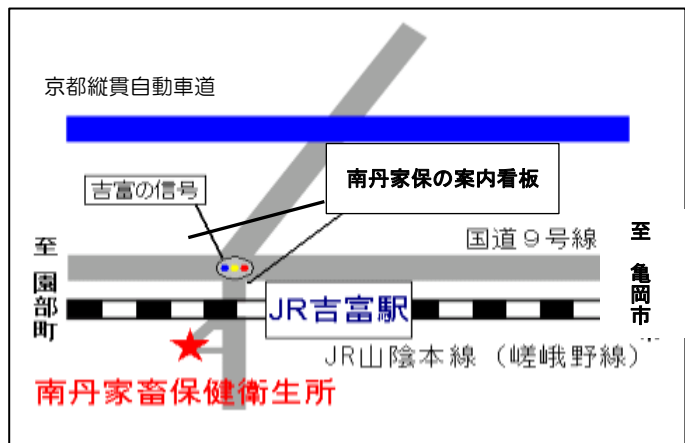 京都縦貫自動車道
南丹家保の案内看板
吉富の信号
国道９号線
至 園部町
至 亀岡市
JR吉富駅
JR山陰本線（嵯峨野線）
南丹家畜保健衛生所